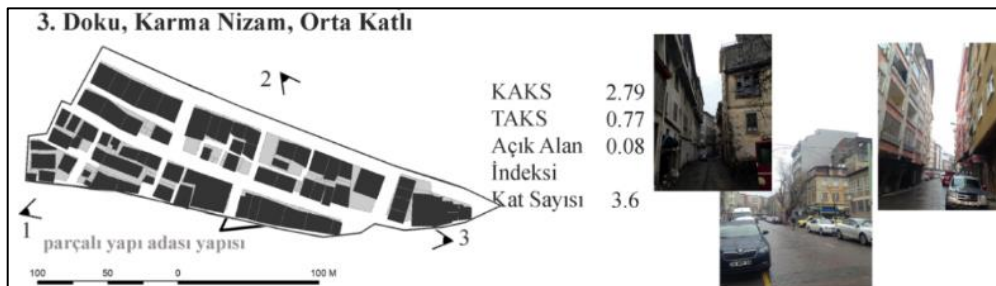 3. Doku, Karma Nizam, Orta Katlı
2
KAKS 2.79
TAKS 0.77
Açık Alan 0.08
İndeksi
Kat Sayısı 3.6
1
3
parçalı yapı adası yapısı
100 50 0 100 M